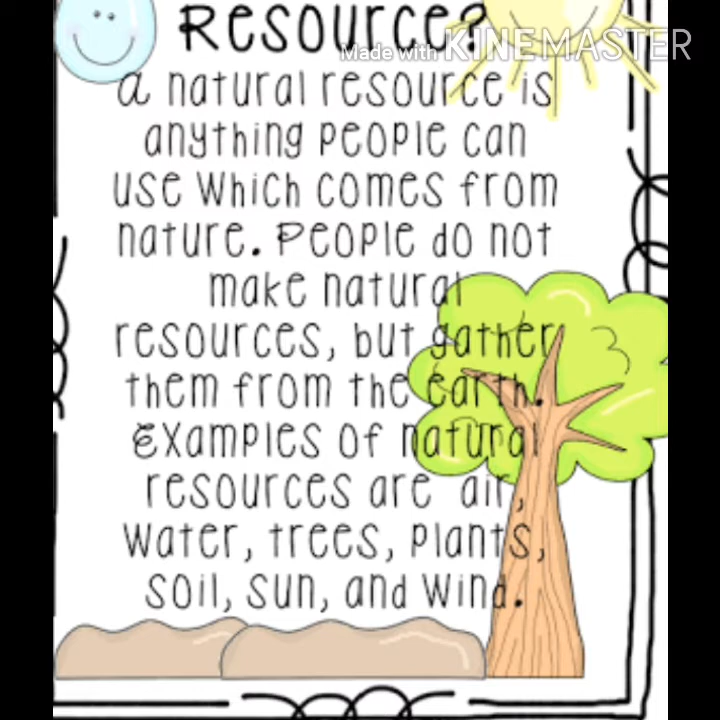 Resource?
Made with KINEMASTER
a natural resource is
anything people can
use which comes from
nature. People do not
make natural
resources, but gather
them from the earth.
Examples of natural
resources are air,
water, trees, plants,
soil, sun, and wind.